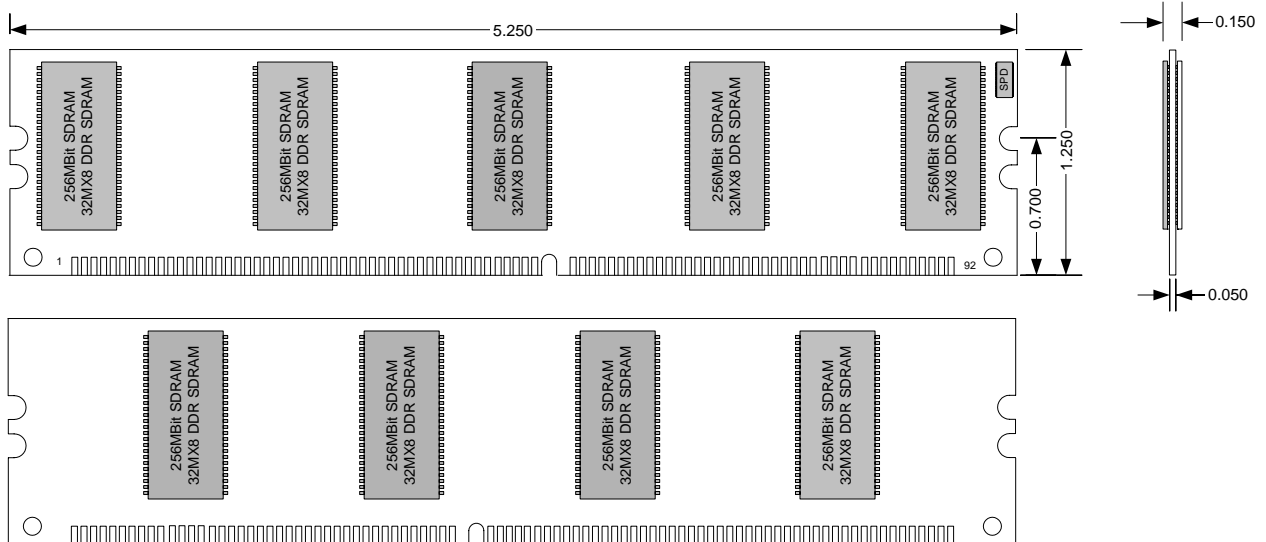 5.250
0.150
256MBit SDRAM
32MX8 DDR SDRAM
256MBit SDRAM
32MX8 DDR SDRAM
256MBit SDRAM
32MX8 DDR SDRAM
256MBit SDRAM
32MX8 DDR SDRAM
256MBit SDRAM
32MX8 DDR SDRAM
SPD
1.250
0.700
1
92
0.050
256MBit SDRAM
32MX8 DDR SDRAM
256MBit SDRAM
32MX8 DDR SDRAM
256MBit SDRAM
32MX8 DDR SDRAM
256MBit SDRAM
32MX8 DDR SDRAM